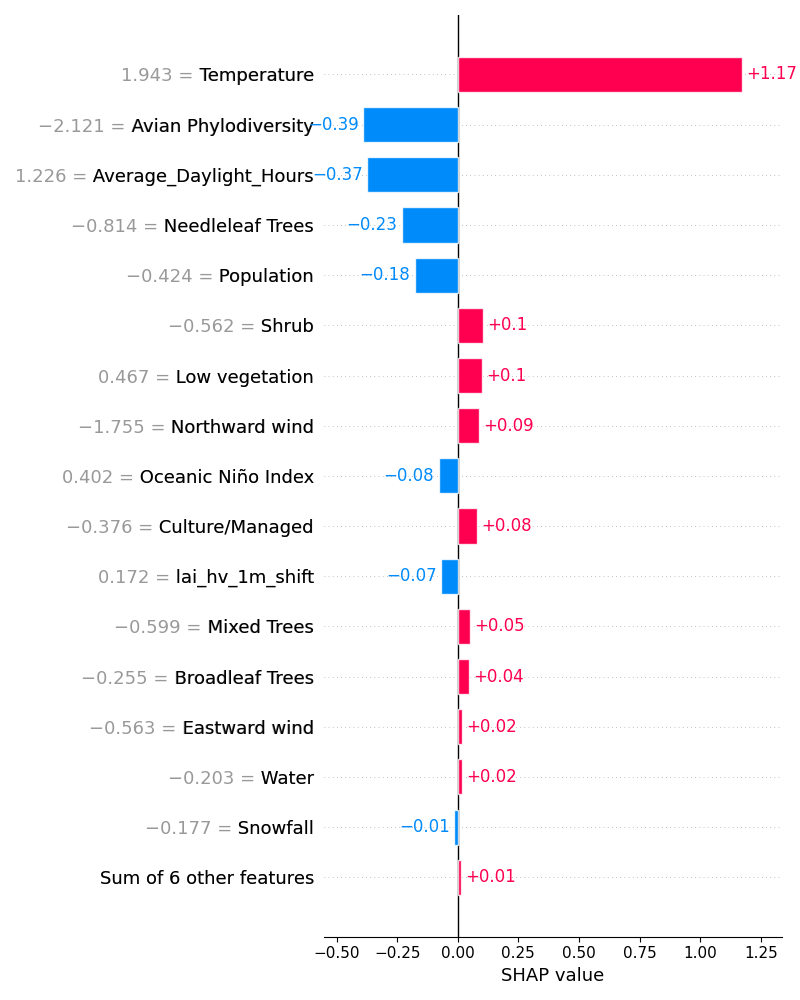 1.943 = Temperature +1.17
−2.121 = Avian Phylodiversity −0.39
1.226 = Average_Daylight_Hours −0.37
−0.814 = Needleleaf Trees −0.23
−0.424 = Population −0.18
−0.562 = Shrub +0.1
0.467 = Low vegetation +0.1
−1.755 = Northward wind +0.09
0.402 = Oceanic Niño Index −0.08
−0.376 = Culture/Managed +0.08
0.172 = lai_hv_1m_shift −0.07
−0.599 = Mixed Trees +0.05
−0.255 = Broadleaf Trees +0.04
−0.563 = Eastward wind +0.02
−0.203 = Water +0.02
−0.177 = Snowfall −0.01
Sum of 6 other features +0.01
−0.50 −0.25 0.00 0.25 0.50 0.75 1.00 1.25
SHAP value